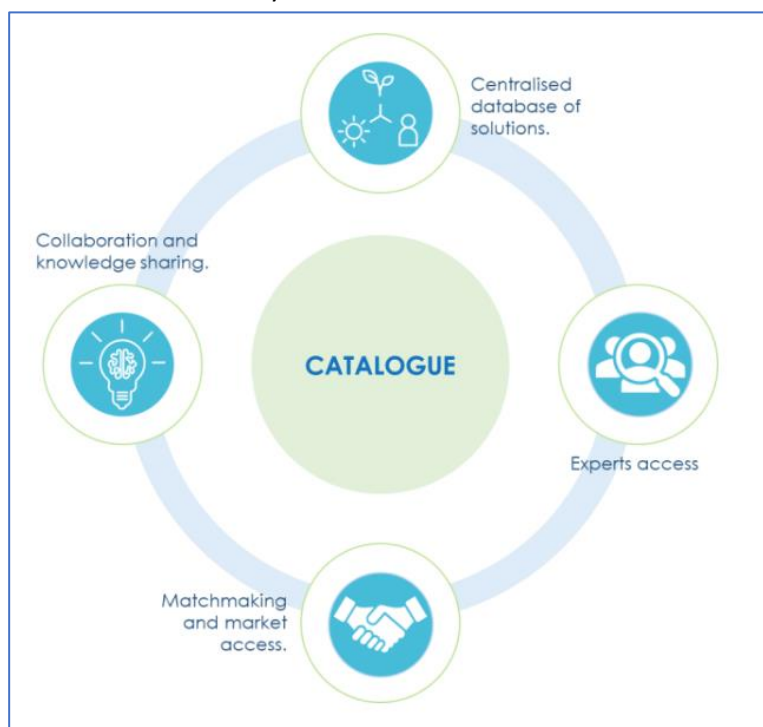 Centralised
database of
solutions.
Collaboration and
knowledge sharing.
CATALOGUE
Experts access
Matchmaking
and market
access.